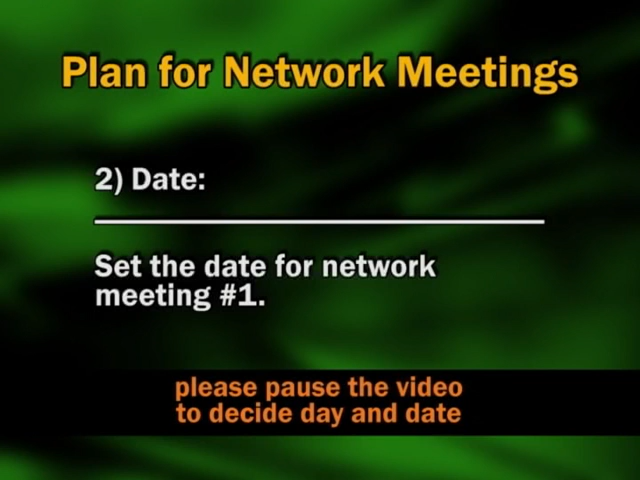 Plan for Network Meetings
2) Date:
Set the date for network
meeting #1.
please pause the video
to decide day and date